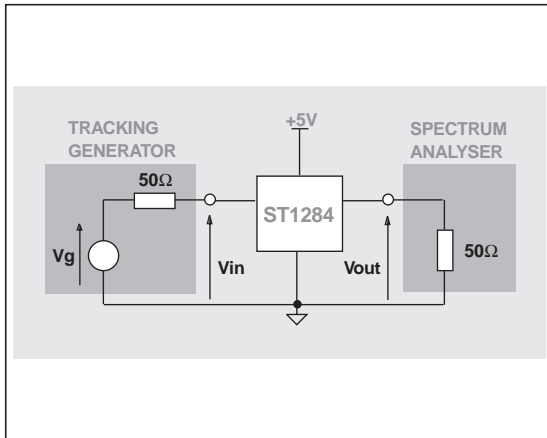 +5V
TRACKING
GENERATOR
SPECTRUM
ANALYSER
50Ω
ST1284
Vg
Vin
Vout
50Ω